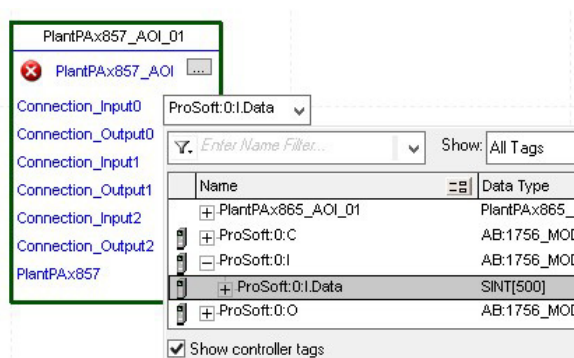 PlantPAx857_AOI_01
PlantPAx857_AOI ...
Connection_Input0
ProSoft:0:I.Data
Connection_Output0
Connection_Input1
Connection_Output1
Connection_Input2
Connection_Output2
PlantPAx857
Enter Name Filter...
Show: All Tags
Name Data Type
PlantPAx865_AOI_01 PlantPAx865_
ProSoft:0:C AB:1756_MOD
ProSoft:0:I AB:1756_MOD
ProSoft:0:I.Data SINT[500]
ProSoft:0:O AB:1756_MOD
Show controller tags